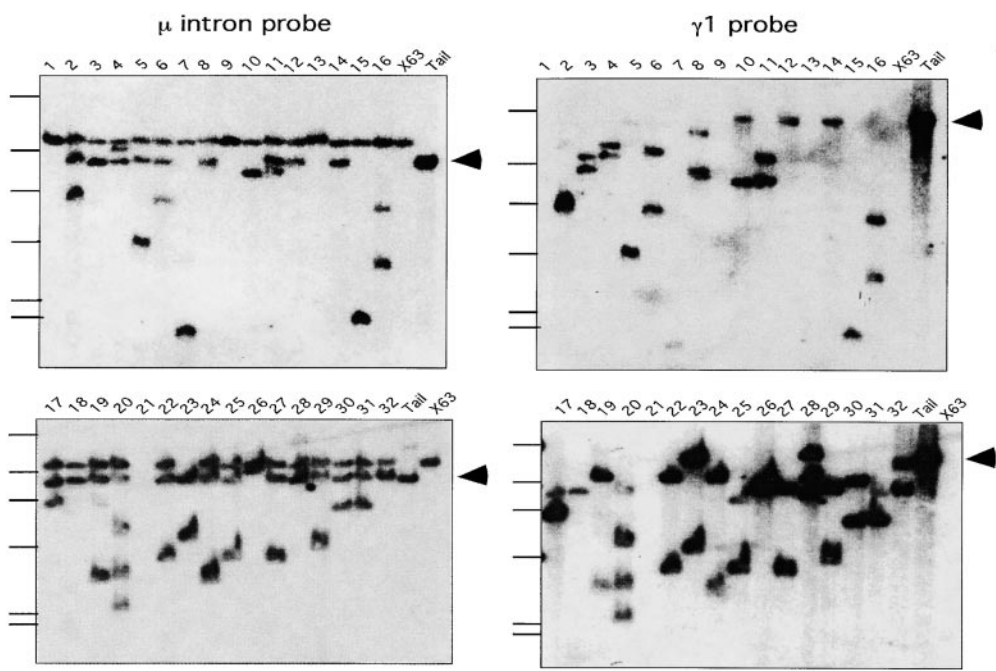 μ intron probe
γ1 probe
1 2 3 4 5 6 7 8 9 10 11 12 13 14 15 16 X63 Tail
1 2 3 4 5 6 7 8 9 10 11 12 13 14 15 16 X63 Tail
17 18 19 20 21 22 23 24 25 26 27 28 29 30 31 32 Tail X63
17 18 19 20 21 22 23 24 25 26 27 28 29 30 31 32 Tail X63